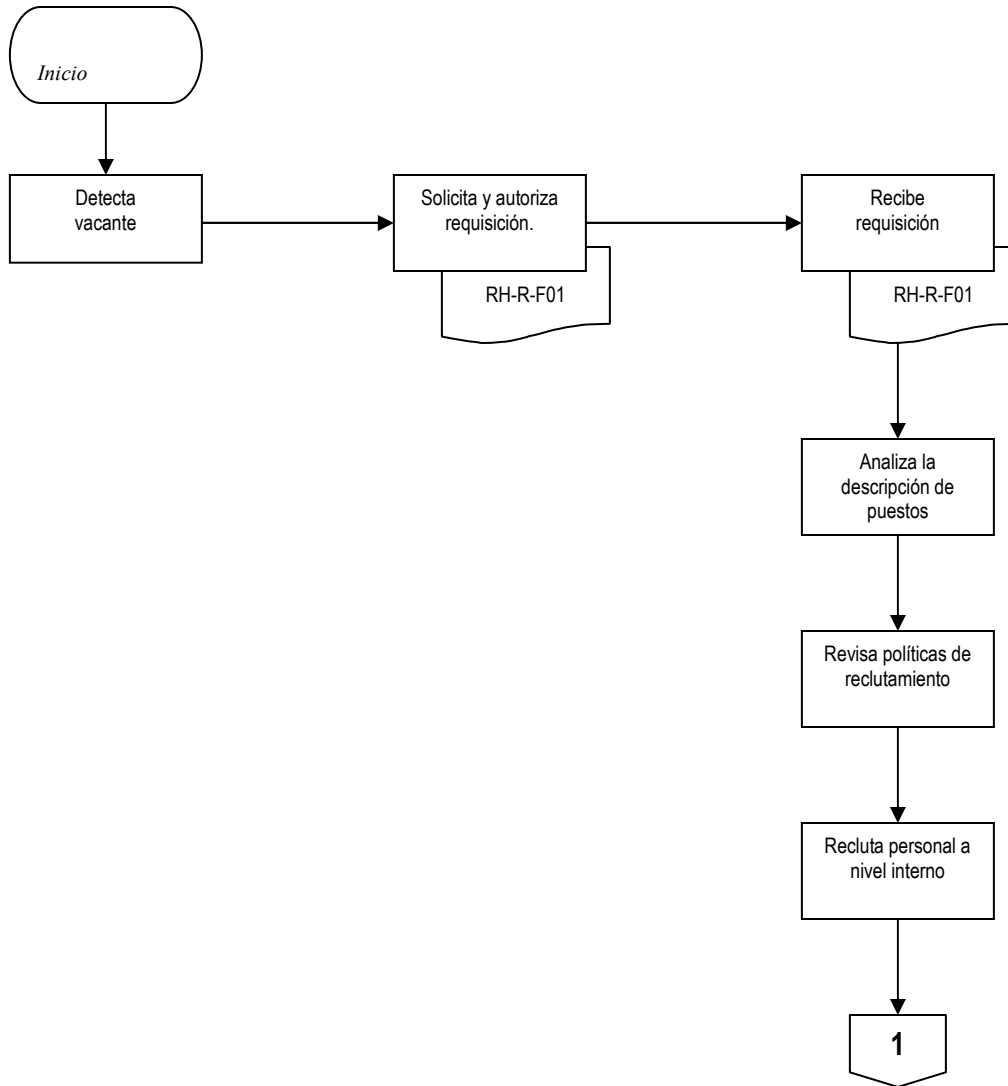 Inicio
Detecta
vacante
Solicita y autoriza
requisición.
RH-R-F01
Recibe
requisición
RH-R-F01
Analiza la
descripción de
puestos
Revisa políticas de
reclutamiento
Recluta personal a
nivel interno
1